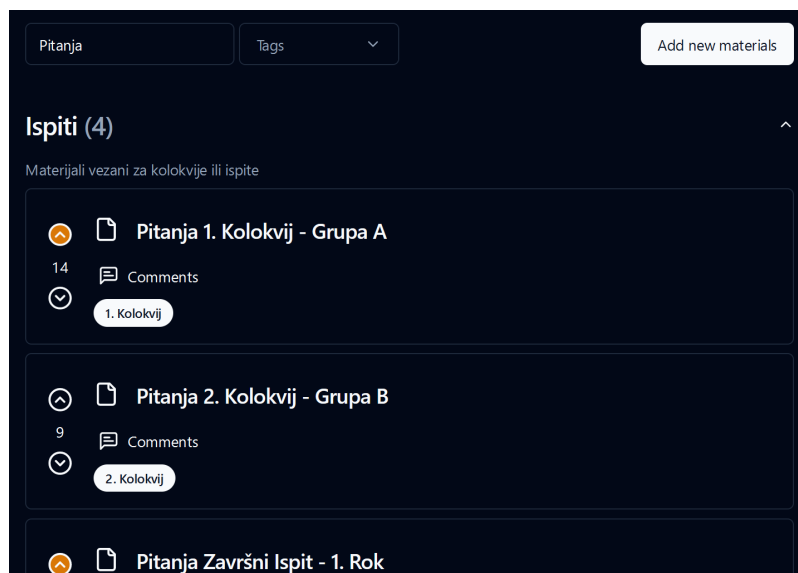 Pitanja
Tags
Add new materials
Ispiti (4)
Materijali vezani za kolokvije ili ispite
Pitanja 1. Kolokvij - Grupa A
14
Comments
1. Kolokvij
Pitanja 2. Kolokvij - Grupa B
9
Comments
2. Kolokvij
Pitanja Završni Ispit - 1. Rok